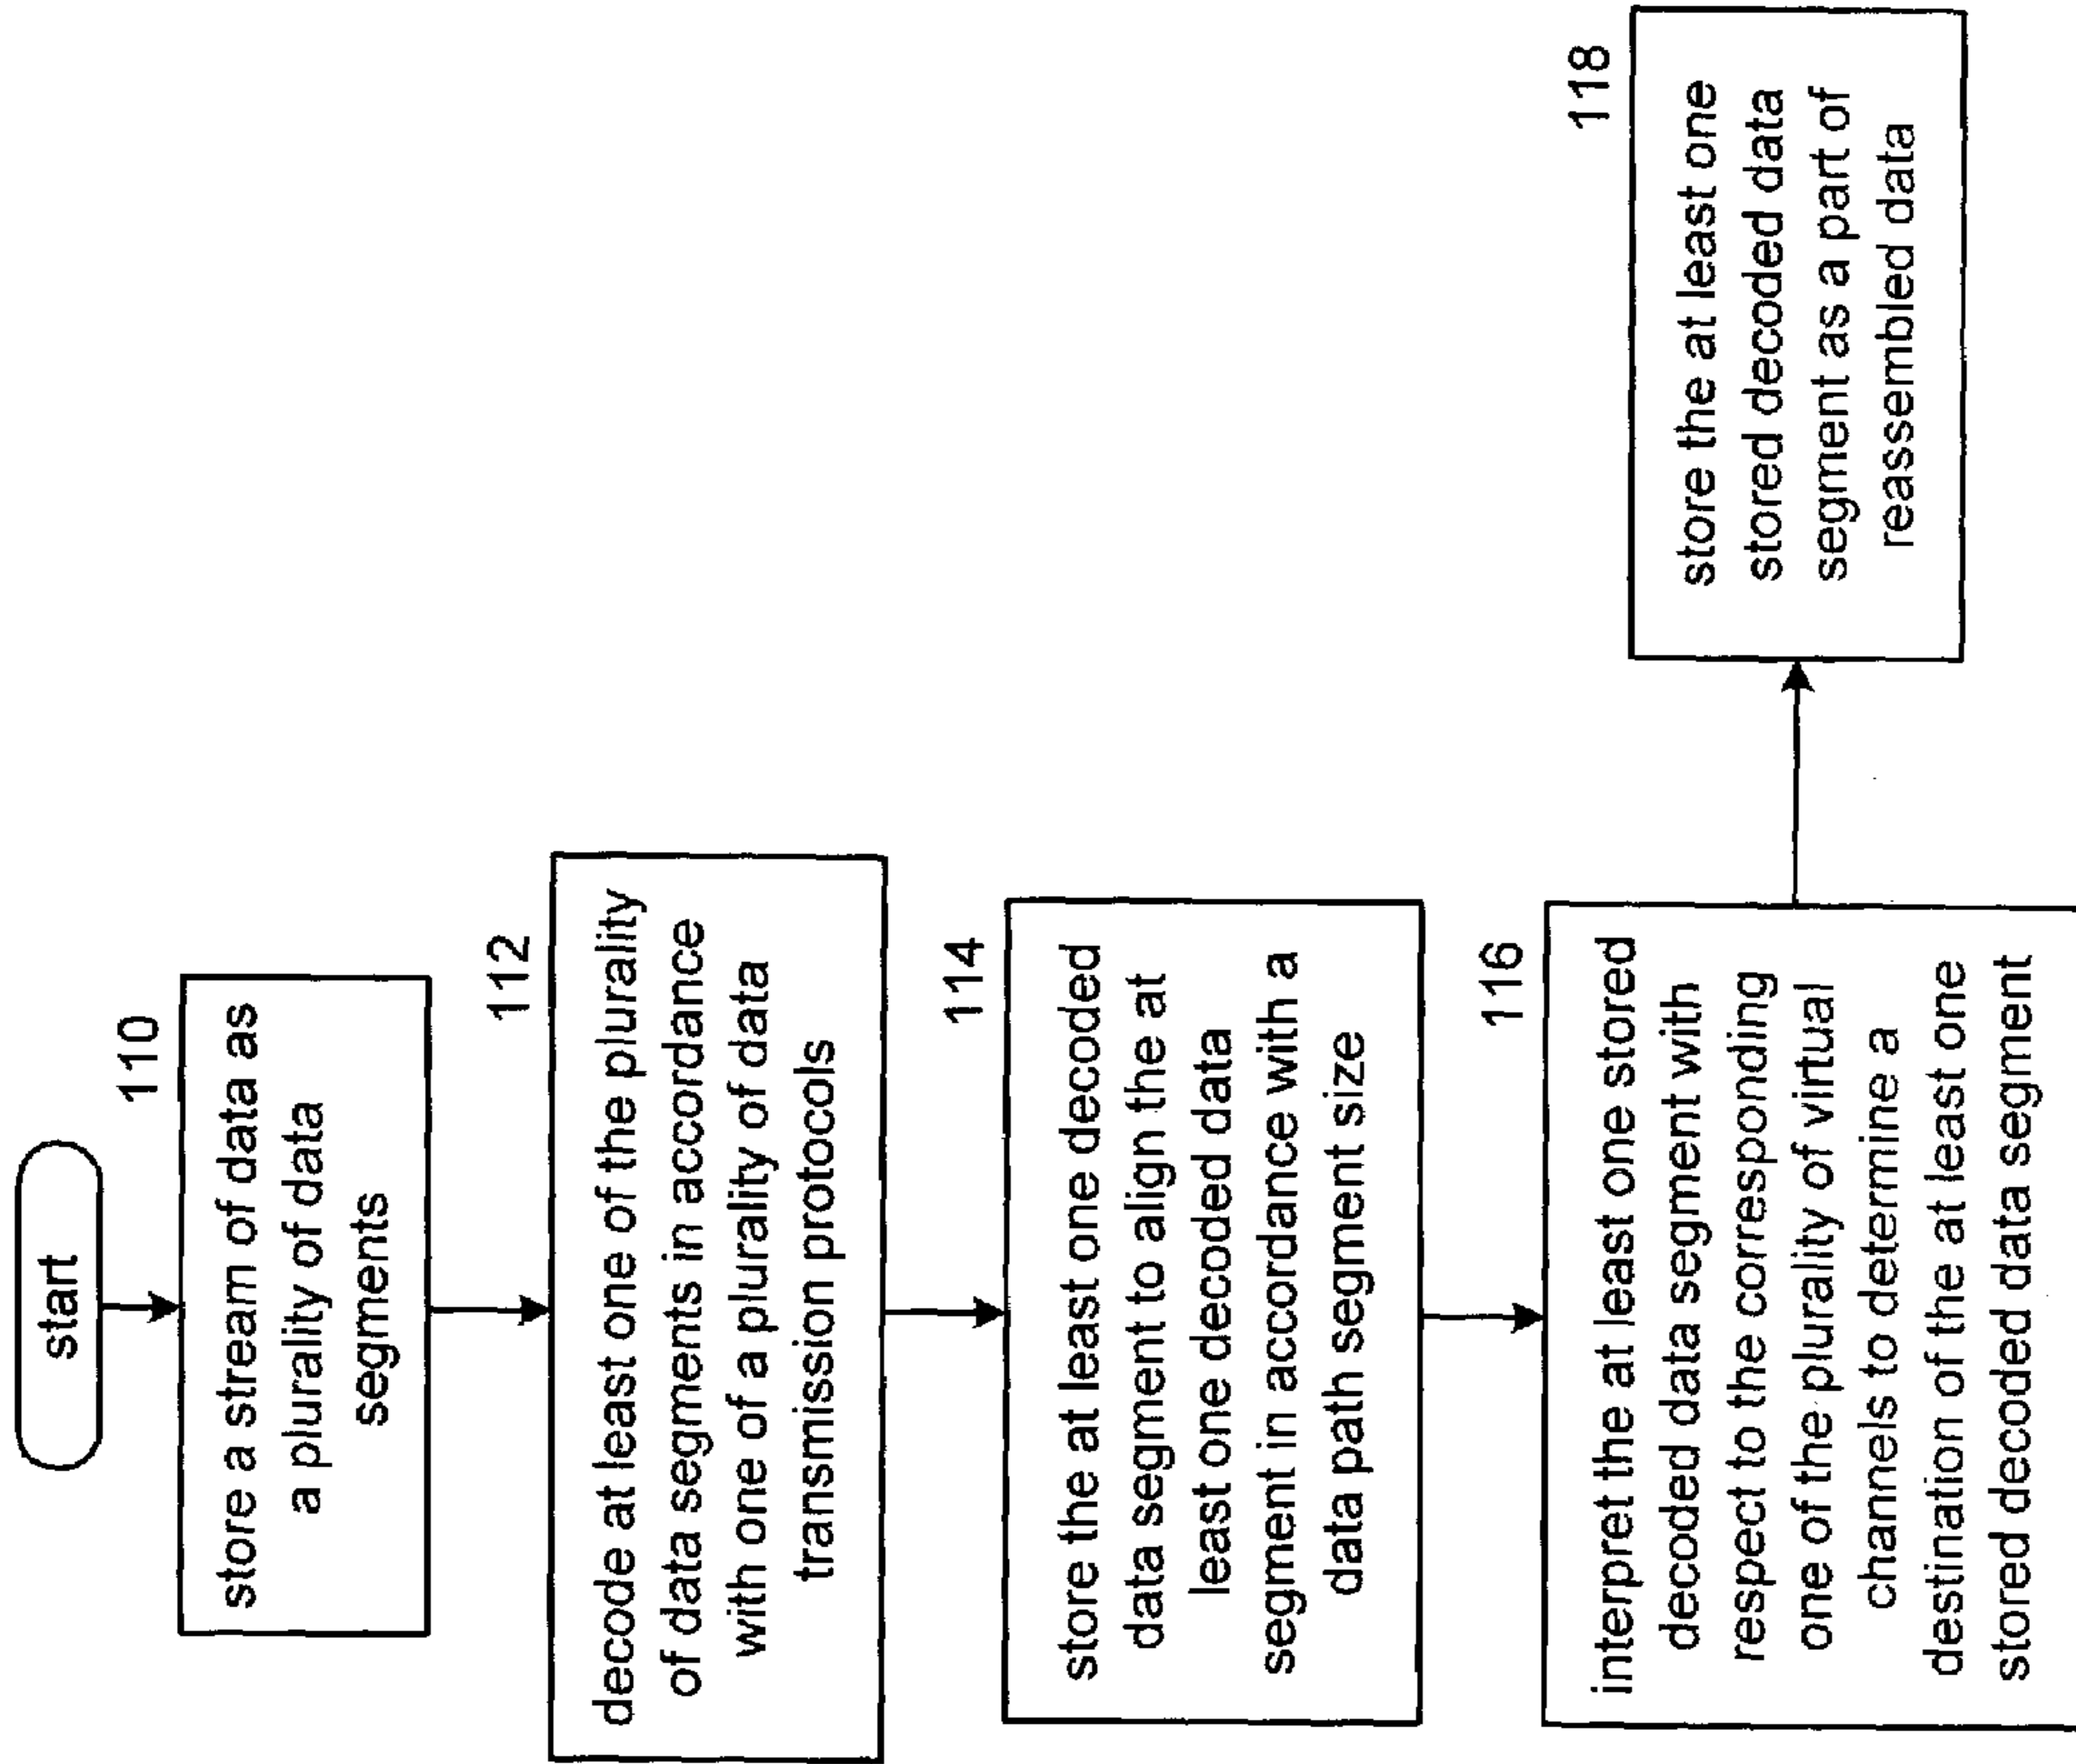 start
110
store a stream of data as
a plurality of data
segments
112
decode at least one of the plurality
of data segments in accordance
with one of a plurality of data
transmission protocols
114
store the at least one decoded
data segment to align the at
least one decoded data
segment in accordance with a
data path segment size
116
interpret the at least one stored
decoded data segment with
respect to the corresponding
one of the plurality of virtual
channels to determine a
destination of the at least one
stored decoded data segment
118
store the at least one
stored decoded data
segment as a part of
reassembled data